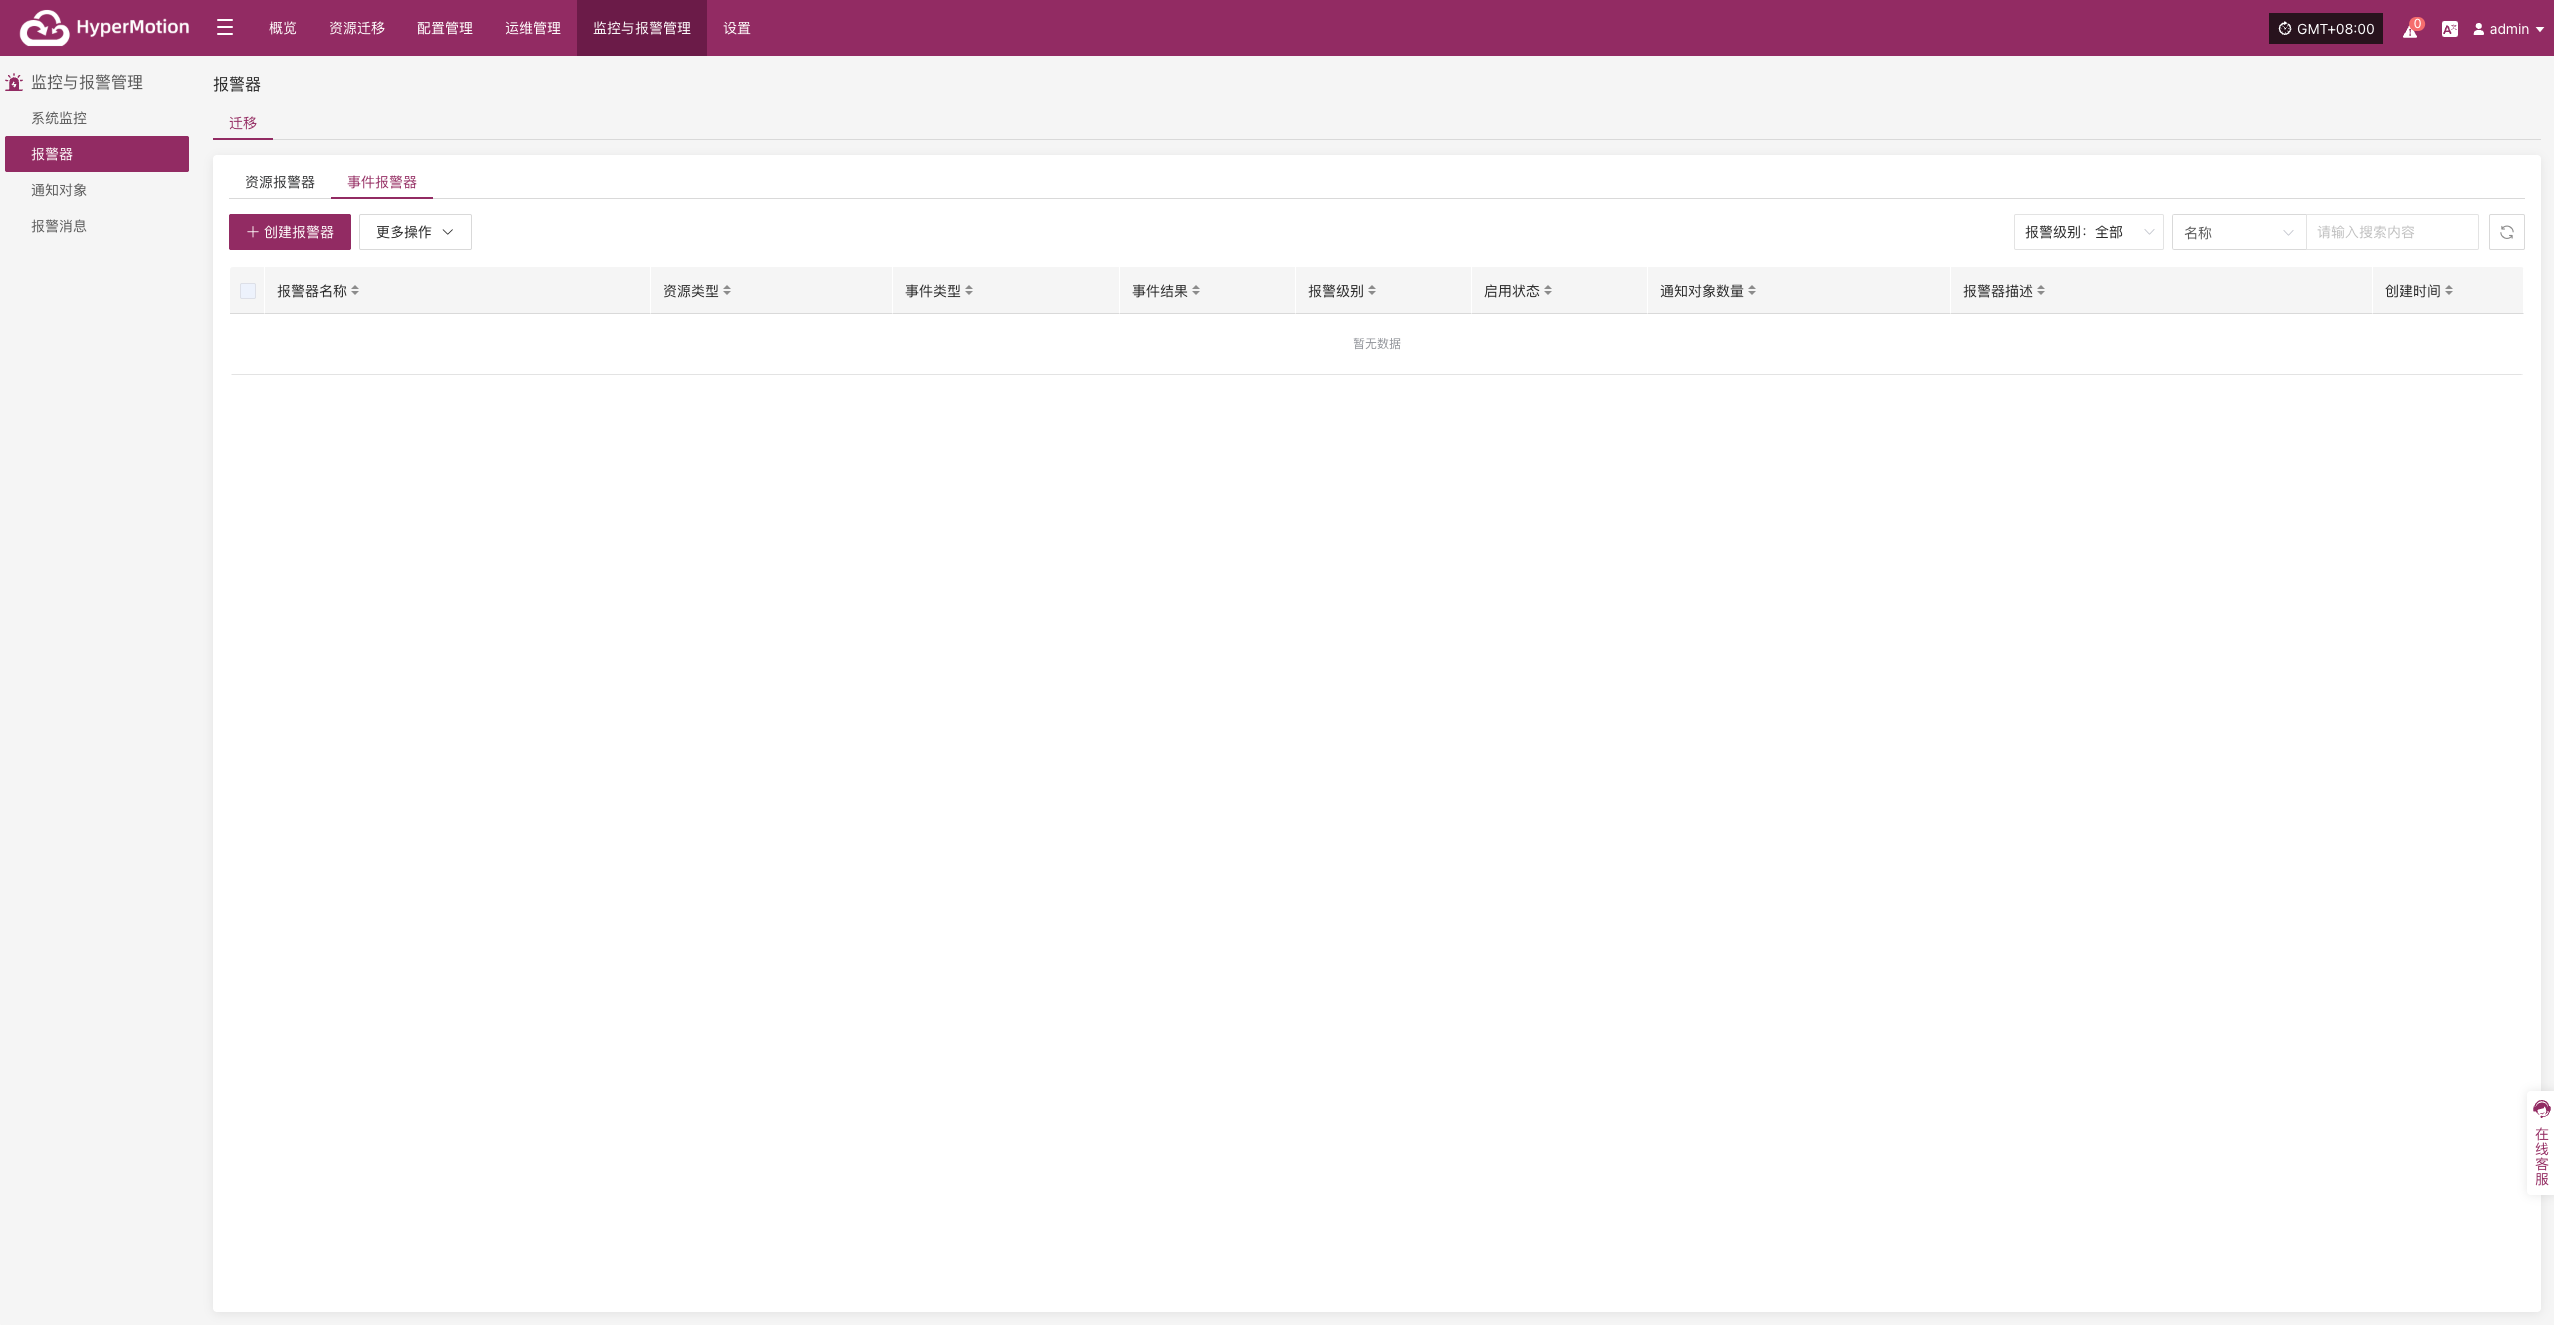 HyperMotion 概览 资源迁移 配置管理 运维管理 监控与报警管理 设置 GMT+08:00 0 admin
监控与报警管理
系统监控
报警器
通知对象
报警消息
报警器
迁移
资源报警器 事件报警器
创建报警器 更多操作 报警级别：全部 名称 请输入搜索内容
报警器名称 资源类型 事件类型 事件结果 报警级别 启用状态 通知对象数量 报警器描述 创建时间
暂无数据
在线客服